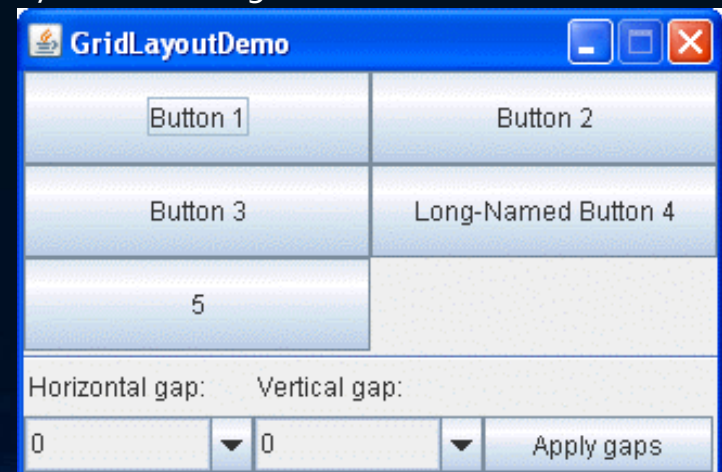 GridLayoutDemo
Button 1 Button 2
Button 3 Long-Named Button 4
5
Horizontal gap: Vertical gap:
0 0 Apply gaps